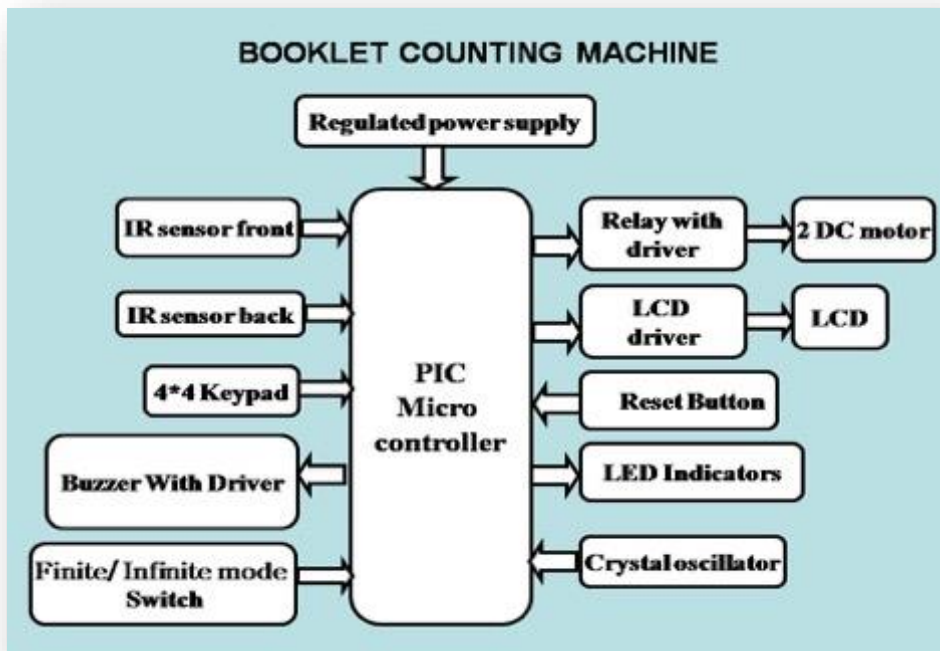 BOOKLET COUNTING MACHINE
Regulated power supply
IR sensor front
Relay with
driver
2 DC motor
IR sensor back
LCD
driver
LCD
4*4 Keypad
PIC
Micro
controller
Reset Button
Buzzer With Driver
LED Indicators
Finite/ Infinite mode
Switch
Crystal oscillator